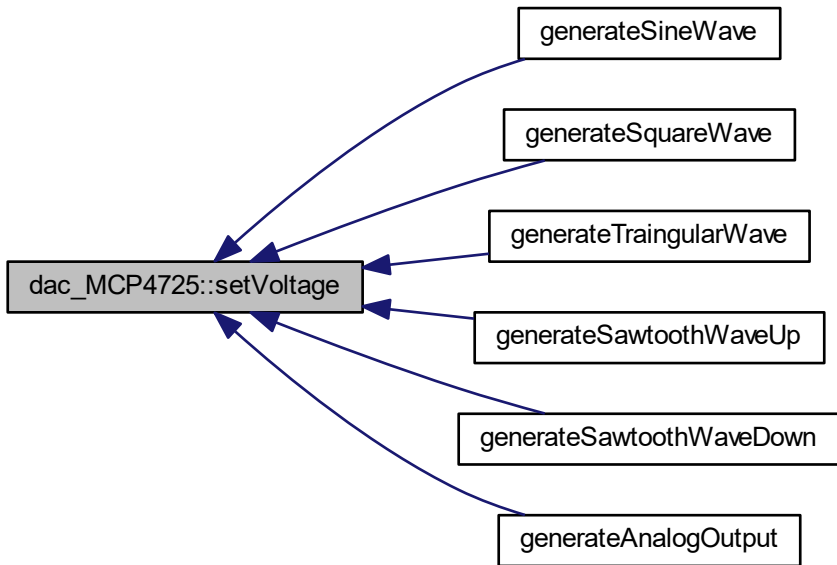 generateSineWave
generateSquareWave
generateTraingularWave
dac_MCP4725::setVoltage
generateSawtoothWaveUp
generateSawtoothWaveDown
generateAnalogOutput